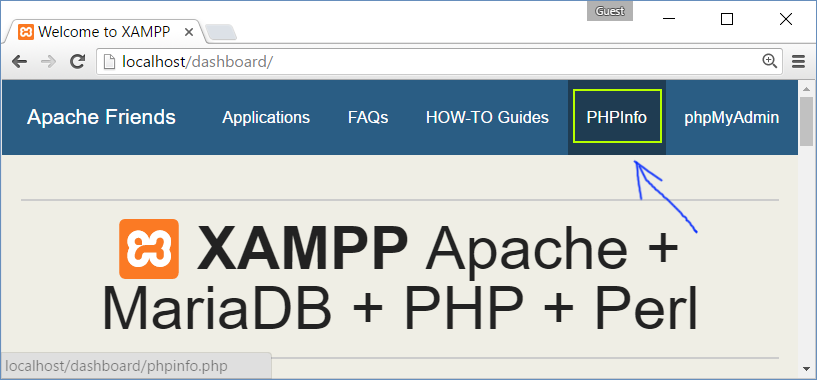 Guest
Welcome to XAMPP
localhost/dashboard/
Apache Friends Applications FAQs HOW-TO Guides PHPInfo phpMyAdmin
XAMPP Apache +
MariaDB + PHP + Perl
localhost/dashboard/phpinfo.php